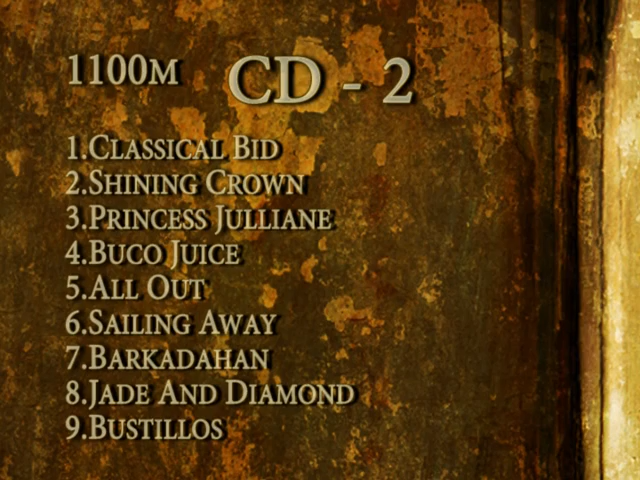 1100M CD - 2
1.CLASSICAL BID
2.SHINING CROWN
3.PRINCESS JULLIANE
4.BUCO JUICE
5.ALL OUT
6.SAILING AWAY
7.BARKADAHAN
8.JADE AND DIAMOND
9.BUSTILLOS